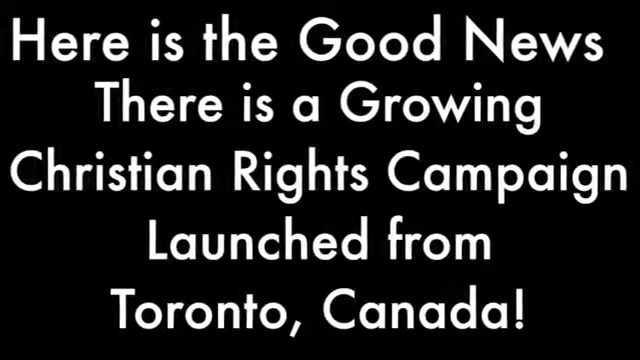 Here is the Good News
There is a Growing
Christian Rights Campaign
Launched from
Toronto, Canada!